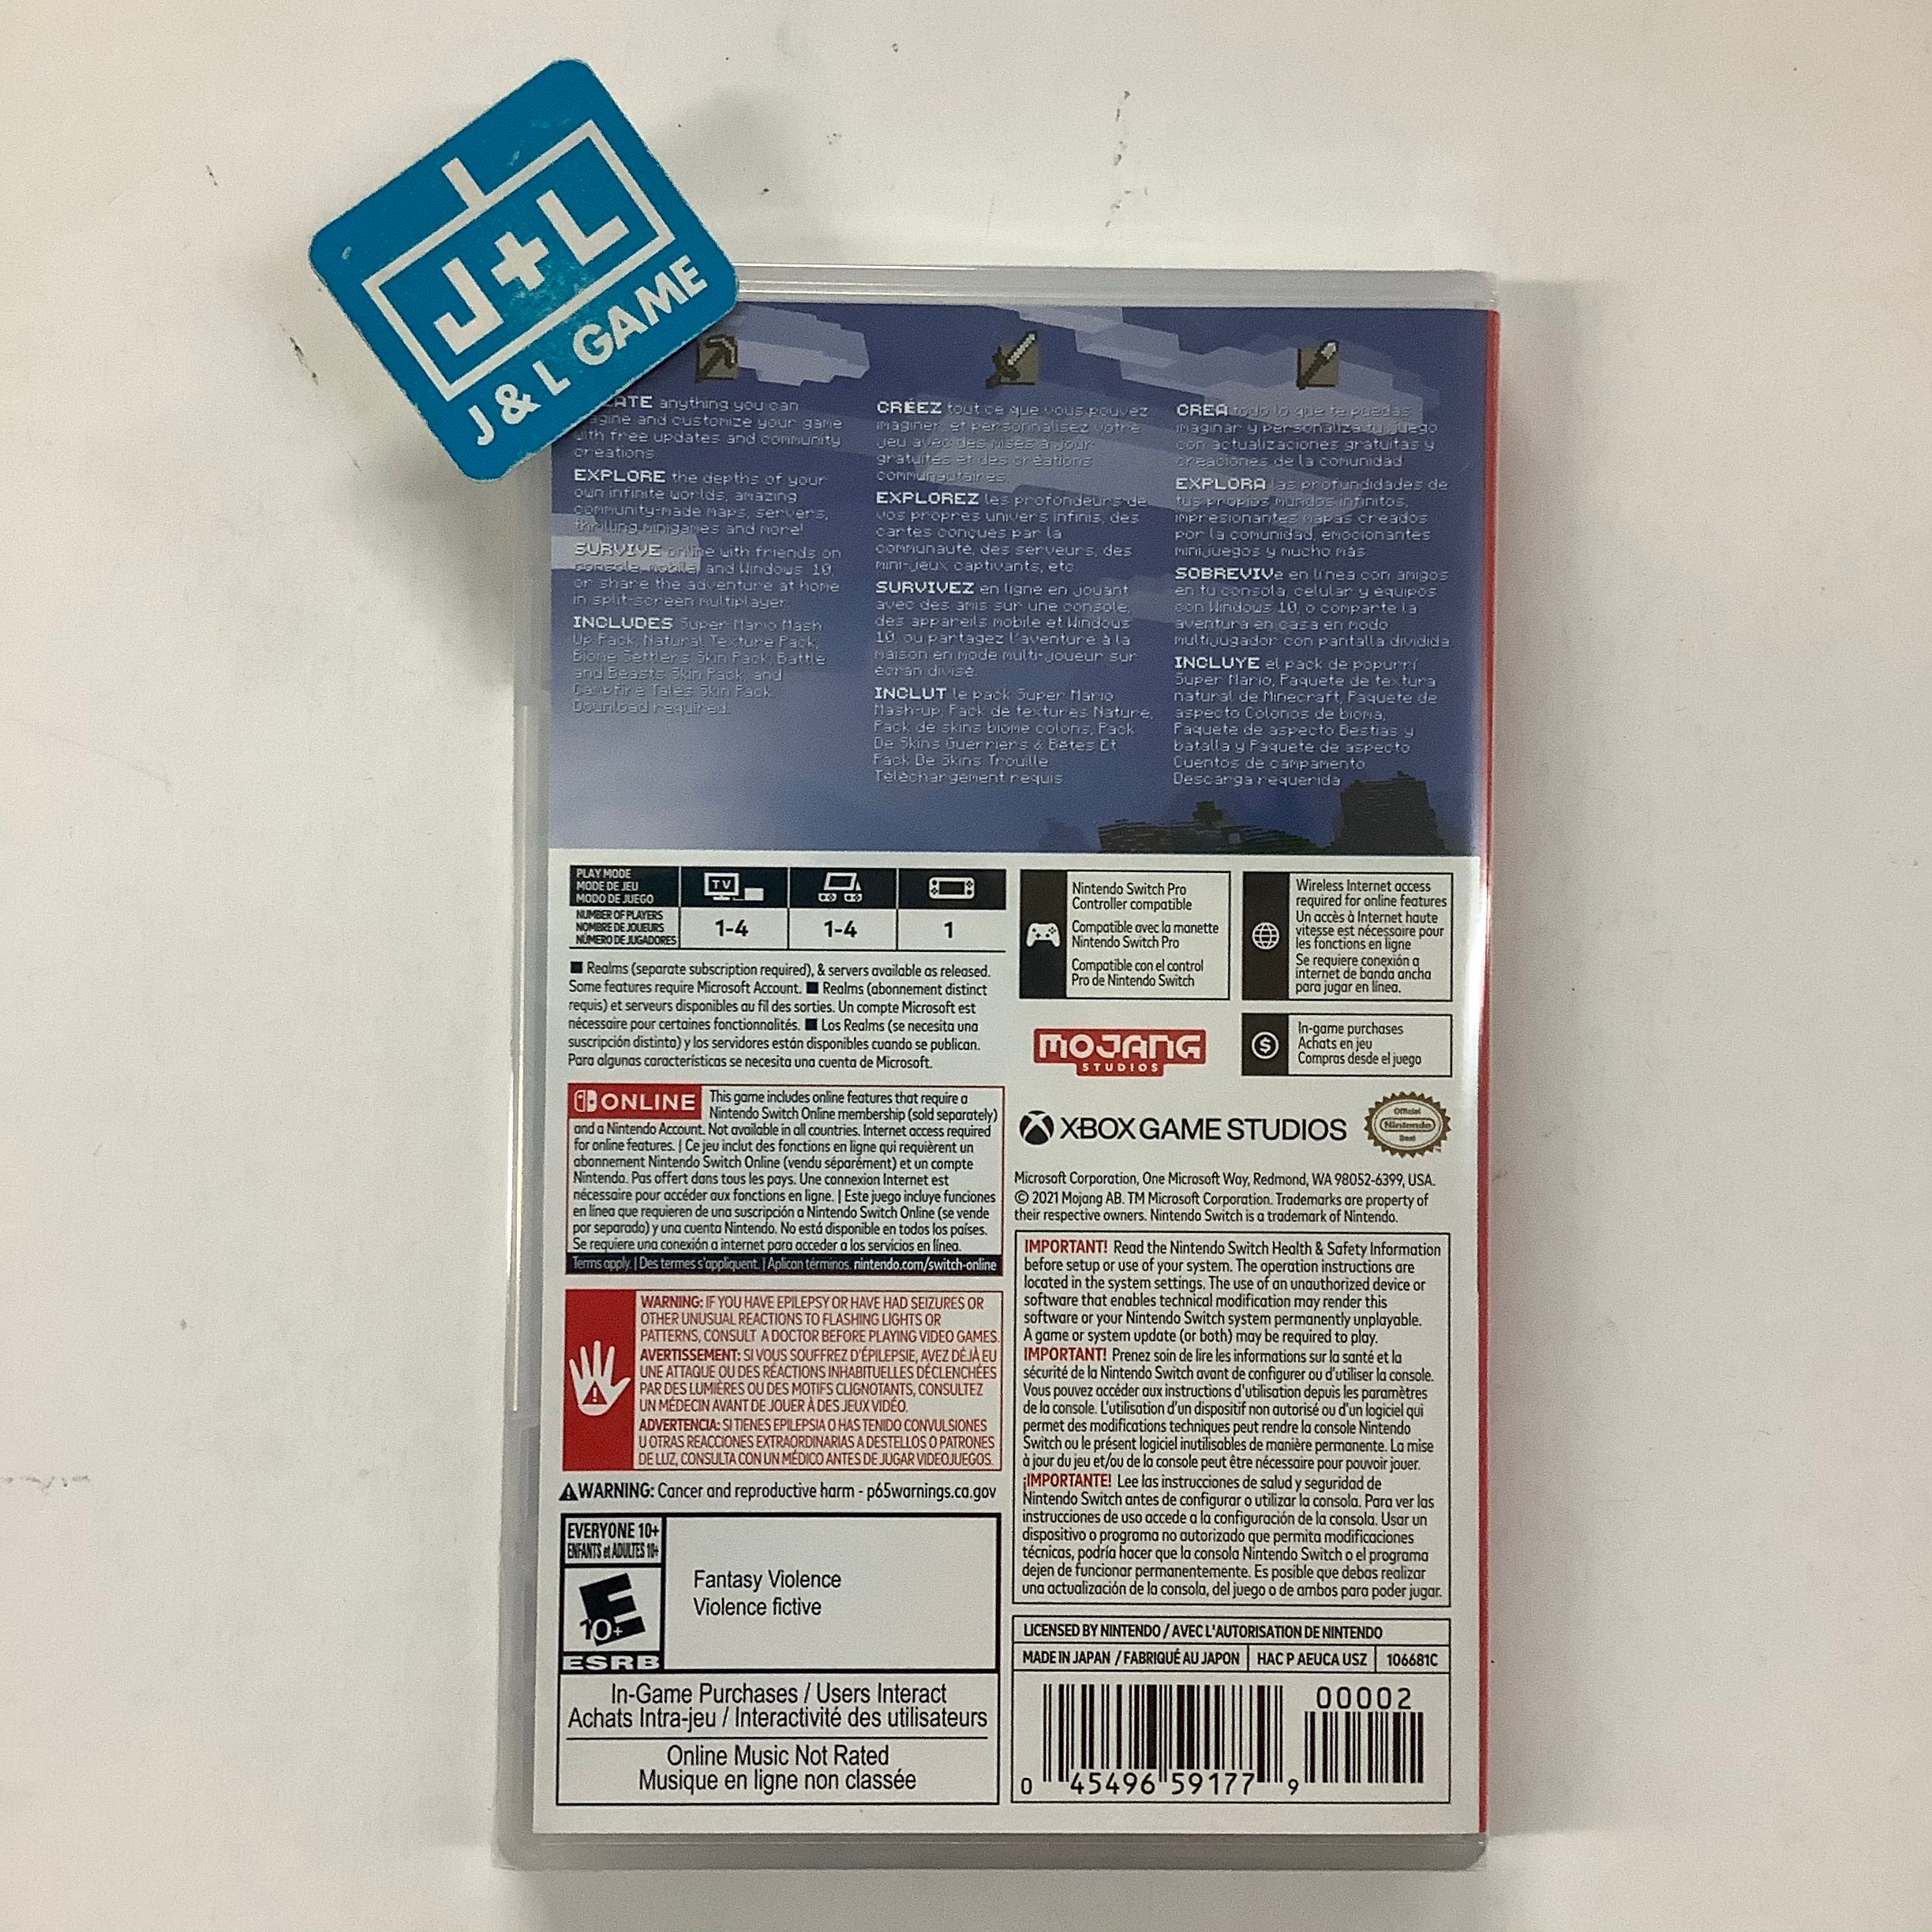 J+L
J & L GAME
anything you can
and customize your game
with free updates and community
creations.
EXPLORE the depths of your
own infinite worlds, amazing
community-made maps, servers,
thrilling minigames and more!
SURVIVE online with friends on
console, mobile, and Windows 10,
or share the adventure at home
in split-screen multiplayer.
INCLUDES Super Mario Mash
Up Pack, Natural Texture Pack,
Biome Settlers Skin Pack, Battle
and Beasts Skin Pack, and
Campfire Tales Skin Pack.
Download required.
CRÉEZ tout ce que vous pouvez
imaginer, et personnalisez votre
jeu avec des mises à jour
gratuites et des créations
communautaires.
EXPLOREZ les profondeurs de
vos propres univers infinis, des
cartes conçues par la
communauté, des serveurs, des
mini-jeux captivants, etc.
SURVIVEZ en ligne en jouant
avec des amis sur une console,
des appareils mobile et Windows
10, ou partagez l'aventure à la
maison en mode multi-joueur sur
écran divisé.
INCLUT le pack Super Mario
Mash-up, Pack de textures Nature,
Pack de skins biome colons, Pack
De Skins Guerriers & Bêtes Et
Pack De Skins Trouille
Téléchargement requis
CREA todo lo que te puedas
imaginar y personaliza tu juego
con actualizaciones gratuitas y
creaciones de la comunidad.
EXPLORA las profundidades de
tus propios mundos infinitos,
impresionantes mapas creados
por la comunidad, emocionantes
minijuegos y mucho más.
SOBREVIVe en línea con amigos
en tu consola, celular y equipos
con Windows 10, o comparte la
aventura en casa en modo
multijugador con pantalla dividida.
INCLUYE el pack de popurrí
Super Mario, Paquete de textura
natural de Minecraft, Paquete de
aspecto Colonos de bioma,
Paquete de aspecto Bestias y
batalla y Paquete de aspecto
Cuentos de campamento.
Descarga requerida.
PLAY MODE
MODE DE JEU
MODO DE JUEGO
TV
NUMBER OF PLAYERS
NOMBRE DE JOUEURS
NÚMERO DE JUGADORES
1-4
1-4
1
■ Realms (separate subscription required), & servers available as released.
Some features require Microsoft Account. ■ Realms (abonnement distinct
requis) et serveurs disponibles au fil des sorties. Un compte Microsoft est
nécessaire pour certaines fonctionnalités. ■ Los Realms (se necesita una
suscripción distinta) y los servidores están disponibles cuando se publican.
Para algunas características se necesita una cuenta de Microsoft.
ONLINE
This game includes online features that require a
Nintendo Switch Online membership (sold separately)
and a Nintendo Account. Not available in all countries. Internet access required
for online features. | Ce jeu inclut des fonctions en ligne qui requièrent un
abonnement Nintendo Switch Online (vendu séparément) et un compte
Nintendo. Pas offert dans tous les pays. Une connexion Internet est
nécessaire pour accéder aux fonctions en ligne. | Este juego incluye funciones
en línea que requieren de una suscripción a Nintendo Switch Online (se vende
por separado) y una cuenta Nintendo. No está disponible en todos los países.
Se requiere una conexión a internet para acceder a los servicios en línea.
Terms apply. | Des termes s'appliquent. | Aplican términos. nintendo.com/switch-online
WARNING: IF YOU HAVE EPILEPSY OR HAVE HAD SEIZURES OR
OTHER UNUSUAL REACTIONS TO FLASHING LIGHTS OR
PATTERNS, CONSULT A DOCTOR BEFORE PLAYING VIDEO GAMES.
AVERTISSEMENT: SI VOUS SOUFFREZ D'ÉPILEPSIE, AVEZ DÉJÀ EU
UNE ATTAQUE OU DES RÉACTIONS INHABITUELLES DÉCLENCHÉES
PAR DES LUMIÈRES OU DES MOTIFS CLIGNOTANTS, CONSULTEZ
UN MÉDECIN AVANT DE JOUER À DES JEUX VIDÉO.
ADVERTENCIA: SI TIENES EPILEPSIA O HAS TENIDO CONVULSIONES
U OTRAS REACCIONES EXTRAORDINARIAS A DESTELLOS O PATRONES
DE LUZ, CONSULTA CON UN MÉDICO ANTES DE JUGAR VIDEOJUEGOS.
WARNING: Cancer and reproductive harm - p65warnings.ca.gov
EVERYONE 10+
ENFANTS et ADULTES 10+
E
10+
ESRB
Fantasy Violence
Violence fictive
In-Game Purchases / Users Interact
Achats Intra-jeu / Interactivité des utilisateurs
Online Music Not Rated
Musique en ligne non classée
Nintendo Switch Pro
Controller compatible
Compatible avec la manette
Nintendo Switch Pro
Compatible con el control
Pro de Nintendo Switch
Wireless Internet access
required for online features
Un accès à Internet haute
vitesse est nécessaire pour
les fonctions en ligne
Se requiere conexión a
internet de banda ancha
para jugar en línea.
MOJANG
STUDIOS
$
In-game purchases
Achats en jeu
Compras desde el juego
XBOX GAME STUDIOS
Official
Nintendo
Seal
Microsoft Corporation, One Microsoft Way, Redmond, WA 98052-6399, USA.
© 2021 Mojang AB. TM Microsoft Corporation. Trademarks are property of
their respective owners. Nintendo Switch is a trademark of Nintendo.
IMPORTANT! Read the Nintendo Switch Health & Safety Information
before setup or use of your system. The operation instructions are
located in the system settings. The use of an unauthorized device or
software that enables technical modification may render this
software or your Nintendo Switch system permanently unplayable.
A game or system update (or both) may be required to play.
IMPORTANT! Prenez soin de lire les informations sur la santé et la
sécurité de la Nintendo Switch avant de configurer ou d'utiliser la console.
Vous pouvez accéder aux instructions d'utilisation depuis les paramètres
de la console. L'utilisation d'un dispositif non autorisé ou d'un logiciel qui
permet des modifications techniques peut rendre la console Nintendo
Switch ou le présent logiciel inutilisables de manière permanente. La mise
à jour du jeu et/ou de la console peut être nécessaire pour pouvoir jouer.
¡IMPORTANTE! Lee las instrucciones de salud y seguridad de
Nintendo Switch antes de configurar o utilizar la consola. Para ver las
instrucciones de uso accede a la configuración de la consola. Usar un
dispositivo o programa no autorizado que permita modificaciones
técnicas, podría hacer que la consola Nintendo Switch o el programa
dejen de funcionar permanentemente. Es posible que debas realizar
una actualización de la consola, del juego o de ambos para poder jugar.
LICENSED BY NINTENDO / AVEC L'AUTORISATION DE NINTENDO
MADE IN JAPAN / FABRIQUÉ AU JAPON
HAC P AEUCA USZ
106681C
00002
0 45496 59177 9